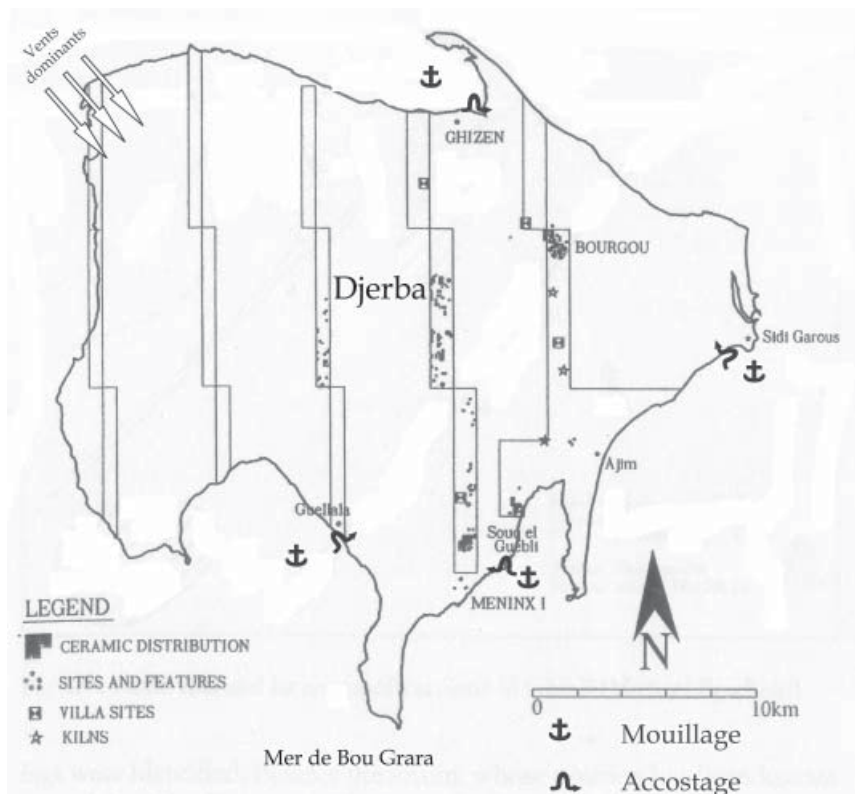 Vents
dominants
GHIZEN
BOURGOU
Djerba
Sidi Garous
Ajim
Guellala
Souq el
Guebli
MENINX I
LEGEND
CERAMIC DISTRIBUTION
SITES AND FEATURES
VILLA SITES
KILNS
N
0 10km
Mouillage
Accostage
Mer de Bou Grara